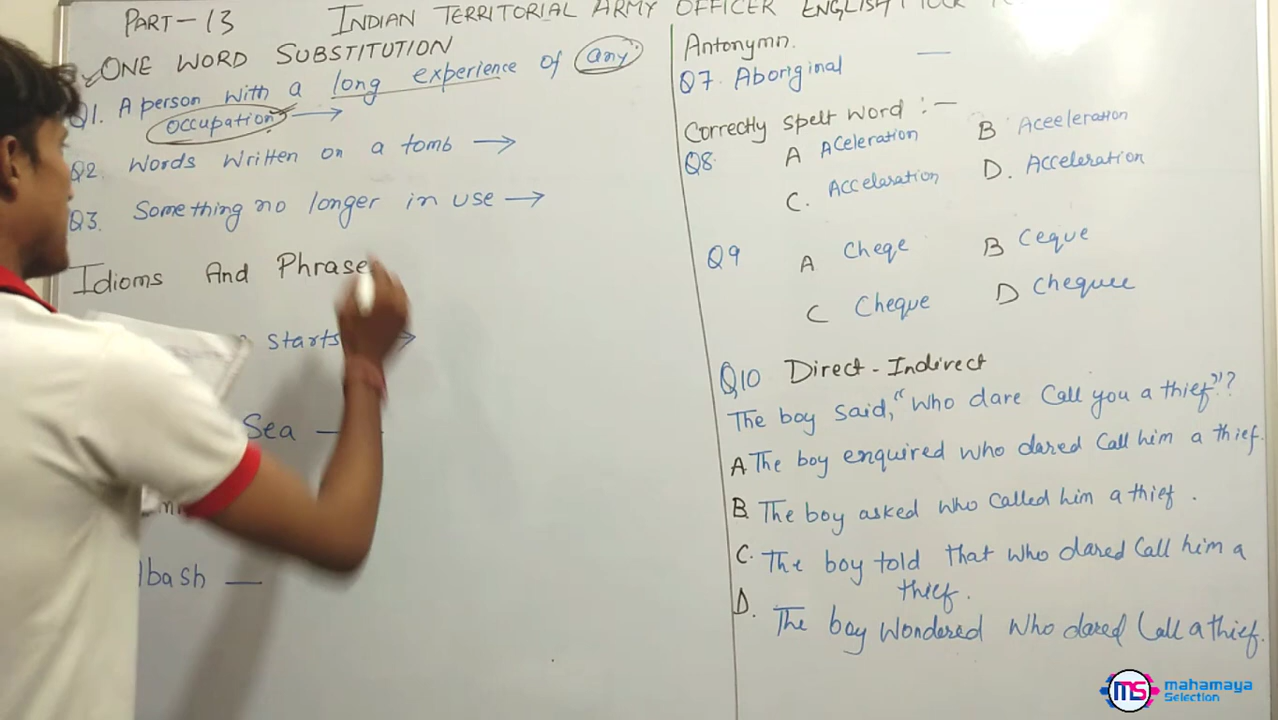 PART-13 INDIAN TERRITORIAL ARMY OFFICER ENGLISH
ONE WORD SUBSTITUTION
Q1. A person with a long experience of any
occupation →
Q2. Words written on a tomb →
Q3. Something no longer in use →
Idioms And Phrase
starts →
Sea —
lbash —
Antonymn.
Q7. Aboriginal —
Correctly spelt word :-
Q8 A Aceleration B Aceeleration
C. Accelaration D. Acceleration
Q9 A Cheqe B Ceque
C Cheque D Chequee
Q10 Direct - Indirect
The boy said, "who dare call you a thief"?
A The boy enquired who dared call him a thief.
B. The boy asked who called him a thief.
C. The boy told that who dared call him a
thief.
D. The boy wondered who dared call a thief.
MS mahamaya
Selection